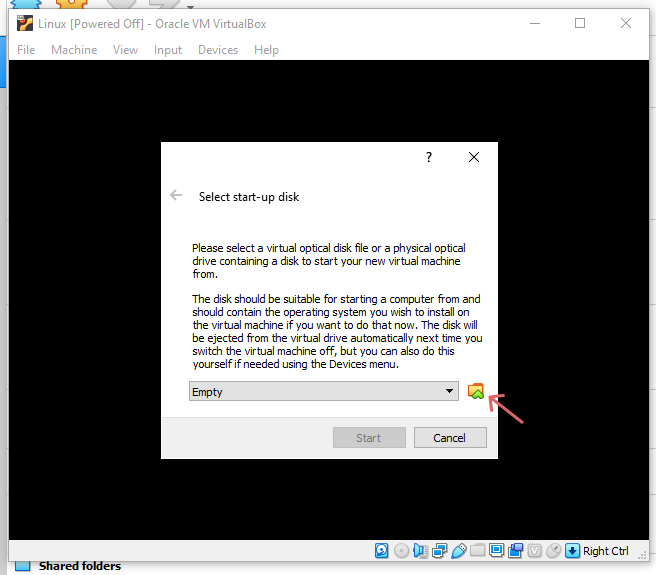 Linux [Powered Off] - Oracle VM VirtualBox
File Machine View Input Devices Help
?
Select start-up disk
Please select a virtual optical disk file or a physical optical
drive containing a disk to start your new virtual machine
from.
The disk should be suitable for starting a computer from and
should contain the operating system you wish to install on
the virtual machine if you want to do that now. The disk will
be ejected from the virtual drive automatically next time you
switch the virtual machine off, but you can also do this
yourself if needed using the Devices menu.
Empty
Start Cancel
Right Ctrl
Shared folders